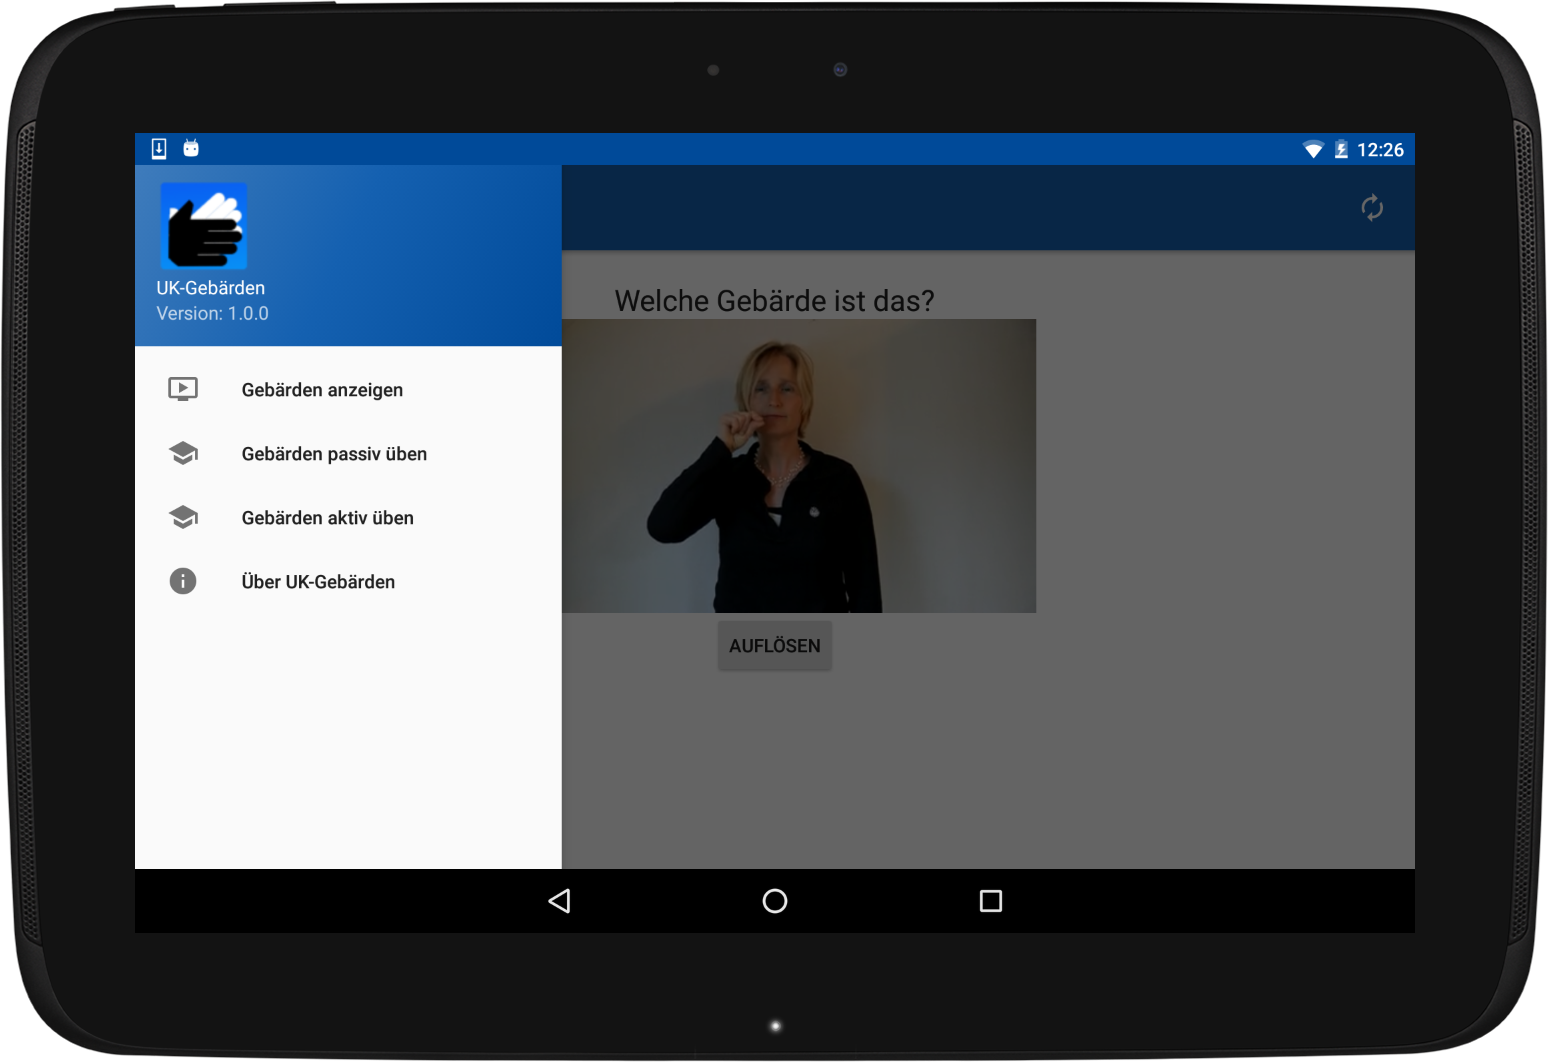 12:26
UK-Gebärden
Version: 1.0.0
Gebärden anzeigen
Gebärden passiv üben
Gebärden aktiv üben
Über UK-Gebärden
Welche Gebärde ist das?
AUFLÖSEN